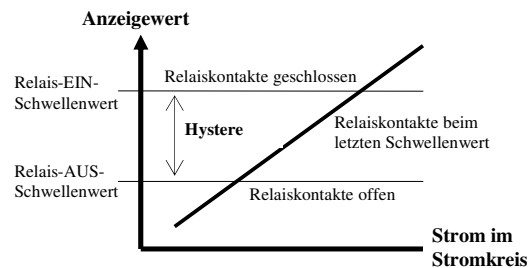 Anzeigewert
Relais-EIN-
Schwellenwert
Relaiskontakte geschlossen
Hystere
Relaiskontakte beim
letzten Schwellenwert
Relais-AUS-
Schwellenwert
Relaiskontakte offen
Strom im
Stromkreis